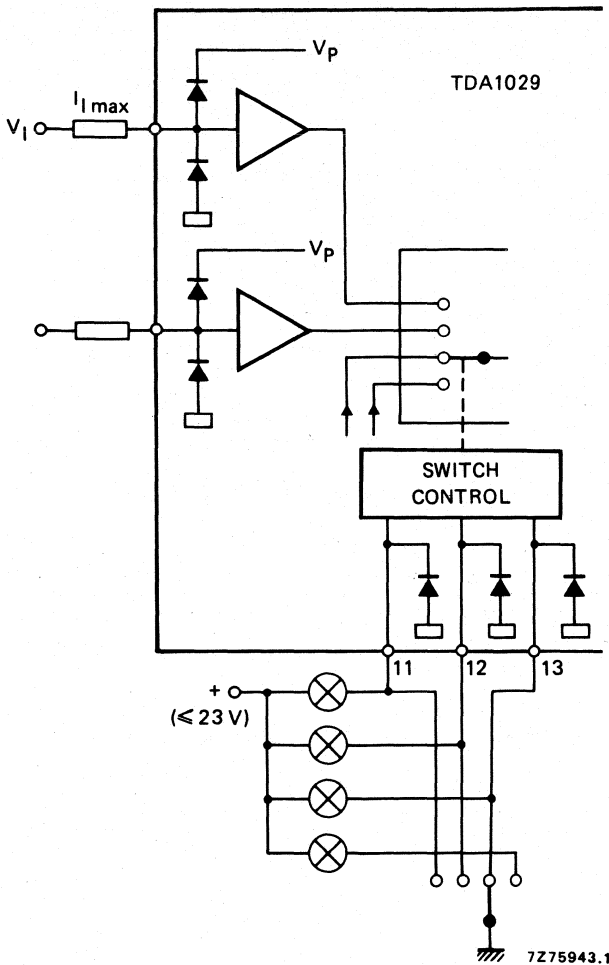 V_P
TDA1029
I_I max
V_I
V_P
SWITCH
CONTROL
11 12 13
+
(≤ 23 V)
7Z75943.1